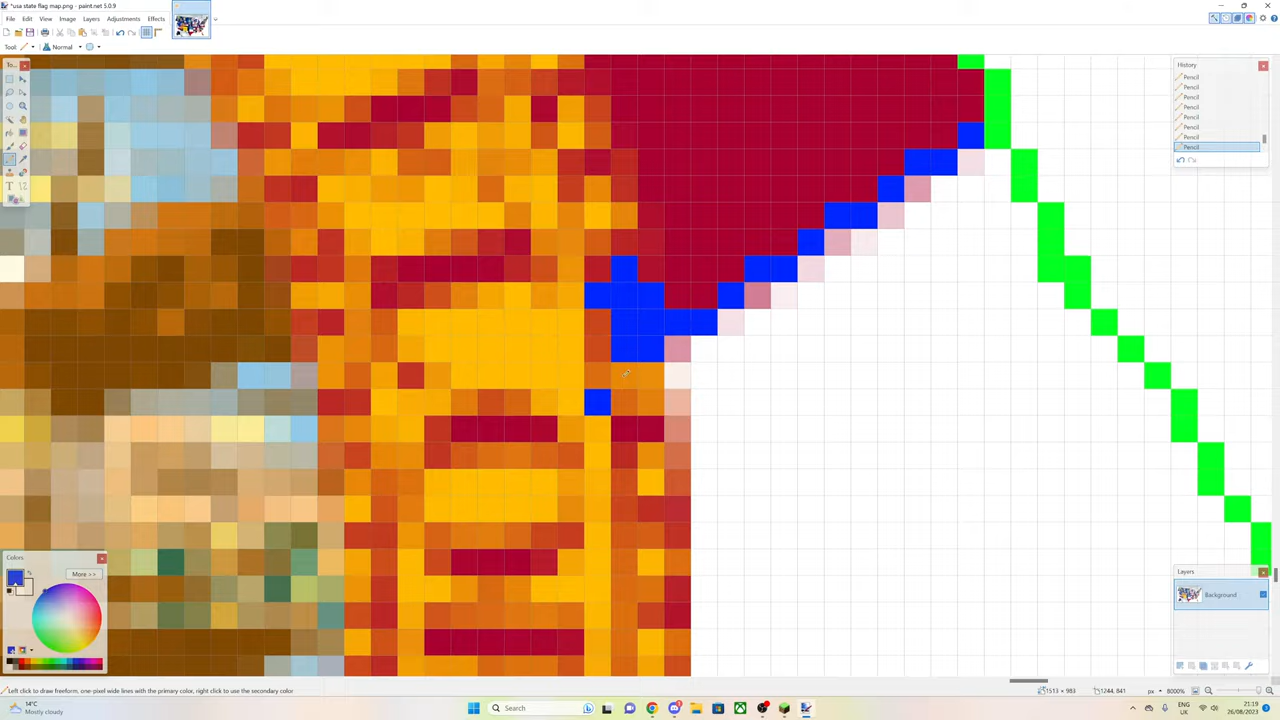 *usa state flag map.png - paint.net 5.0.9
File Edit View Image Layers Adjustments Effects
Tool: Normal
To...
History
Pencil
Pencil
Pencil
Pencil
Pencil
Pencil
Pencil
Pencil
Colors
More >>
Layers
Background
Left click to draw freeform, one-pixel wide lines with the primary color, right click to use the secondary color
1513 × 983
1244, 841
px
8000%
14°C
Mostly cloudy
Search
ENG
UK
21:19
26/08/2023